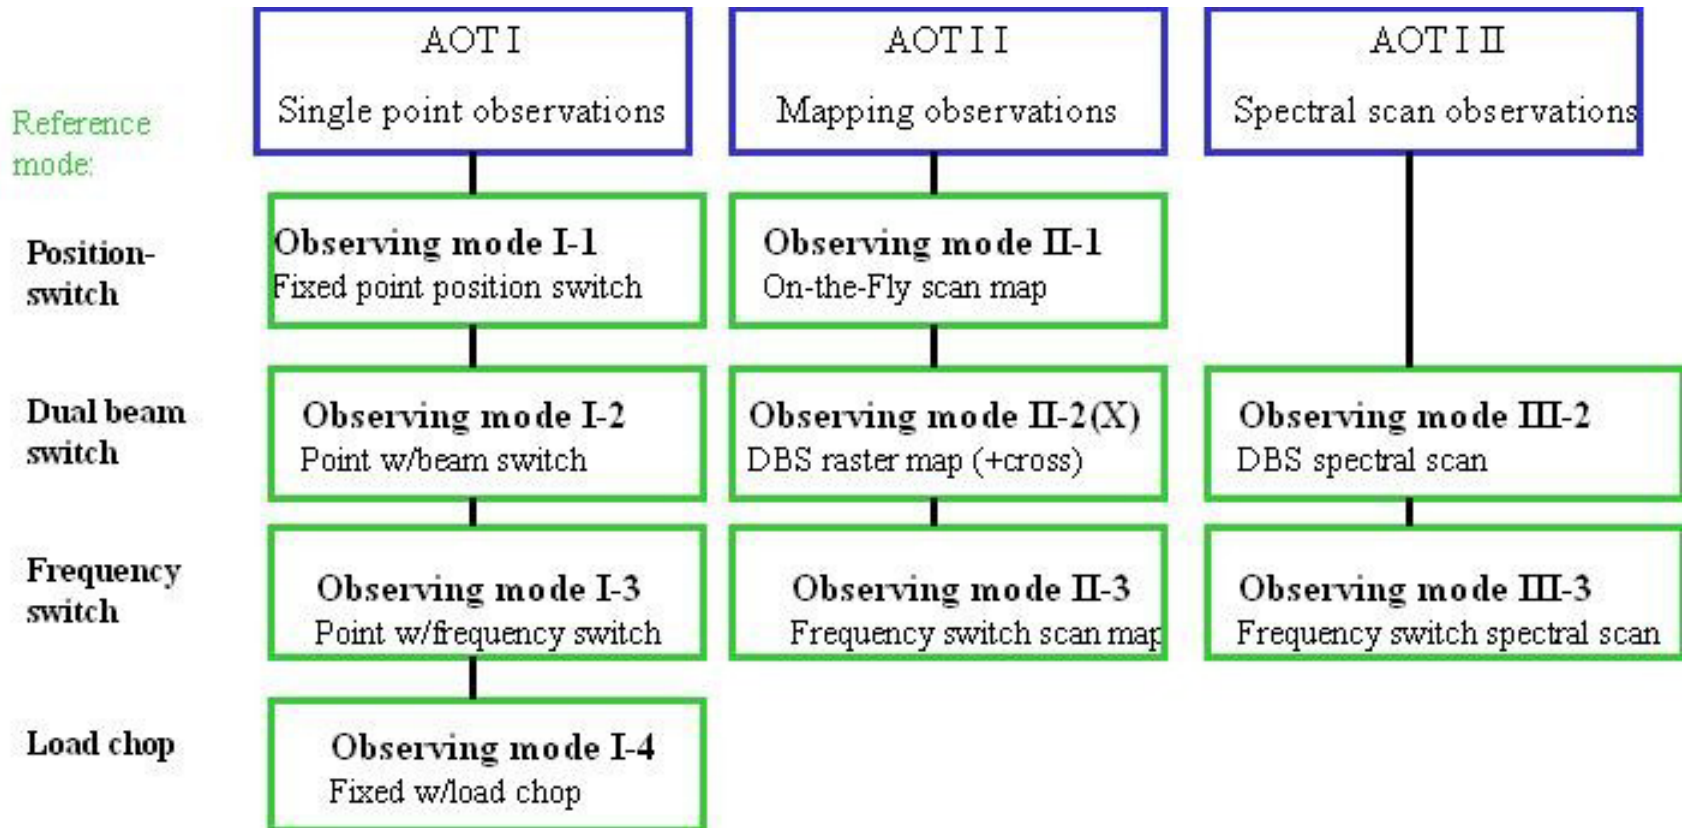 AOT I
AOT I I
AOT I II
Single point observations
Mapping observations
Spectral scan observations
Reference
mode:
Position-
switch
Observing mode I-1
Fixed point position switch
Observing mode II-1
On-the-Fly scan map
Dual beam
switch
Observing mode I-2
Point w/beam switch
Observing mode II-2(X)
DBS raster map (+cross)
Observing mode III-2
DBS spectral scan
Frequency
switch
Observing mode I-3
Point w/frequency switch
Observing mode II-3
Frequency switch scan map
Observing mode III-3
Frequency switch spectral scan
Load chop
Observing mode I-4
Fixed w/load chop